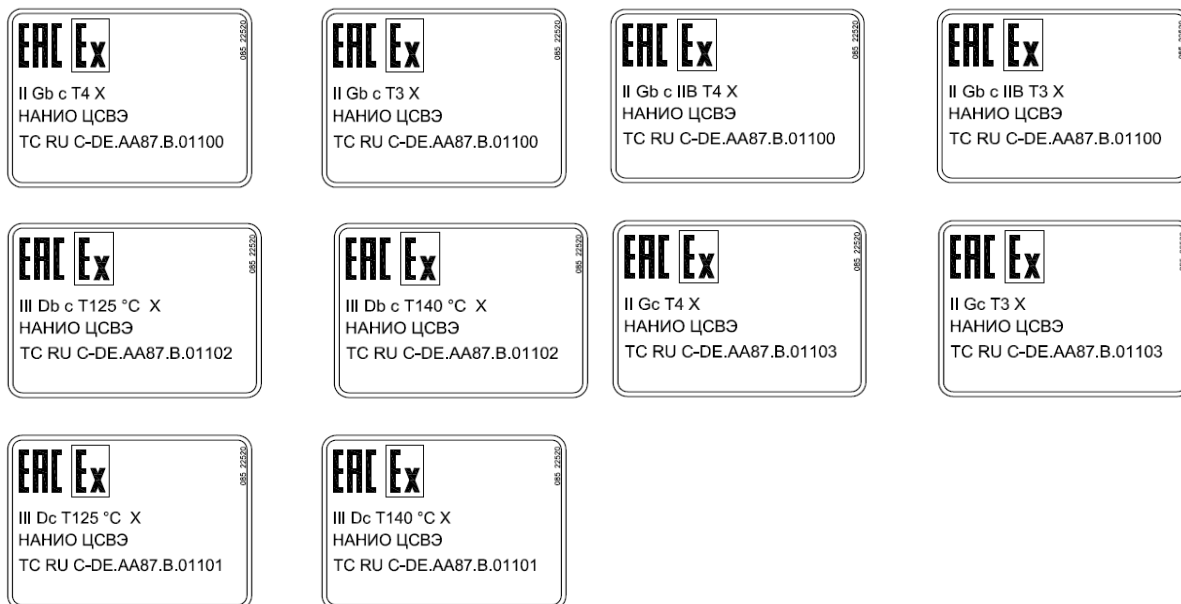 EAC Ex
085 22520
II Gb c T4 X
НАНИО ЦСВЭ
TC RU C-DE.AA87.B.01100
EAC Ex
085 22520
II Gb c T3 X
НАНИО ЦСВЭ
TC RU C-DE.AA87.B.01100
EAC Ex
085 22520
II Gb c IIB T4 X
НАНИО ЦСВЭ
TC RU C-DE.AA87.B.01100
EAC Ex
II Gb c IIB T3 X
НАНИО ЦСВЭ
TC RU C-DE.AA87.B.01100
EAC Ex
085 22520
III Db c T125 °C X
НАНИО ЦСВЭ
TC RU C-DE.AA87.B.01102
EAC Ex
085 22520
III Db c T140 °C X
НАНИО ЦСВЭ
TC RU C-DE.AA87.B.01102
EAC Ex
085 22520
II Gc T4 X
НАНИО ЦСВЭ
TC RU C-DE.AA87.B.01103
EAC Ex
II Gc T3 X
НАНИО ЦСВЭ
TC RU C-DE.AA87.B.01103
EAC Ex
085 22520
III Dc T125 °C X
НАНИО ЦСВЭ
TC RU C-DE.AA87.B.01101
EAC Ex
085 22520
III Dc T140 °C X
НАНИО ЦСВЭ
TC RU C-DE.AA87.B.01101